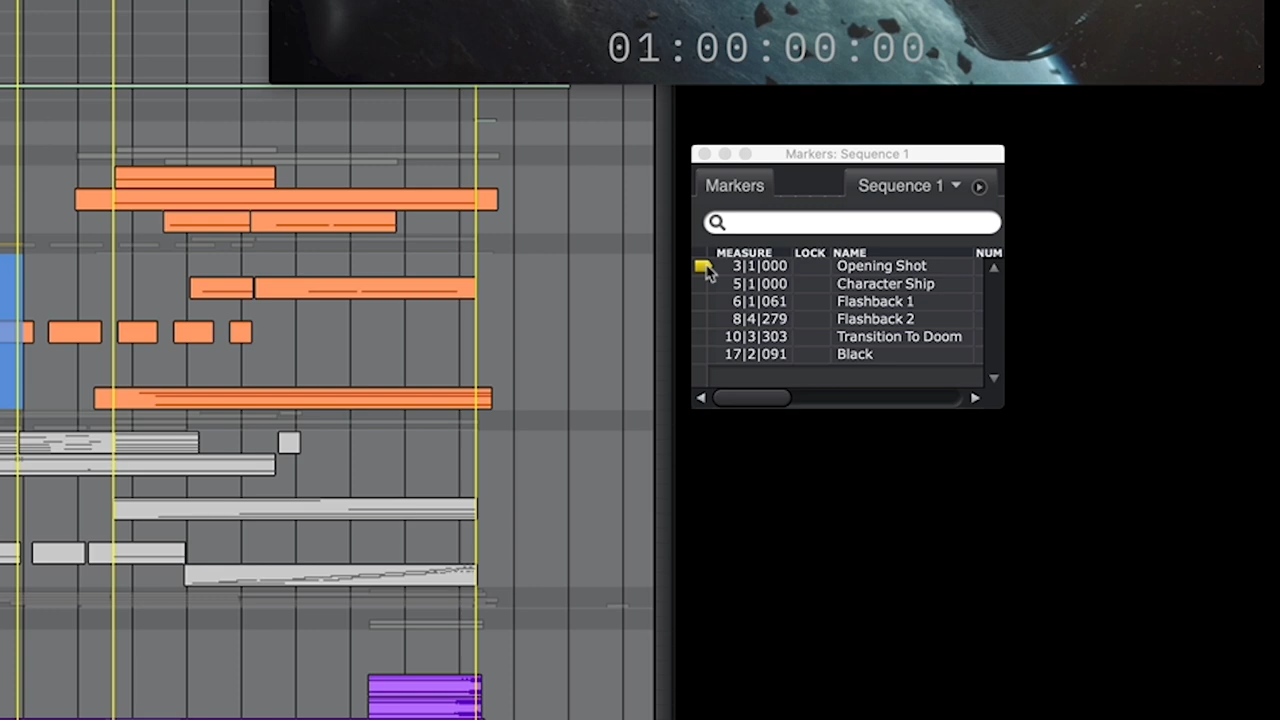 01:00:00:00
Markers: Sequence 1
Markers Sequence 1
MEASURE LOCK NAME NUM
3|1|000 Opening Shot
5|1|000 Character Ship
6|1|061 Flashback 1
8|4|279 Flashback 2
10|3|303 Transition To Doom
17|2|091 Black